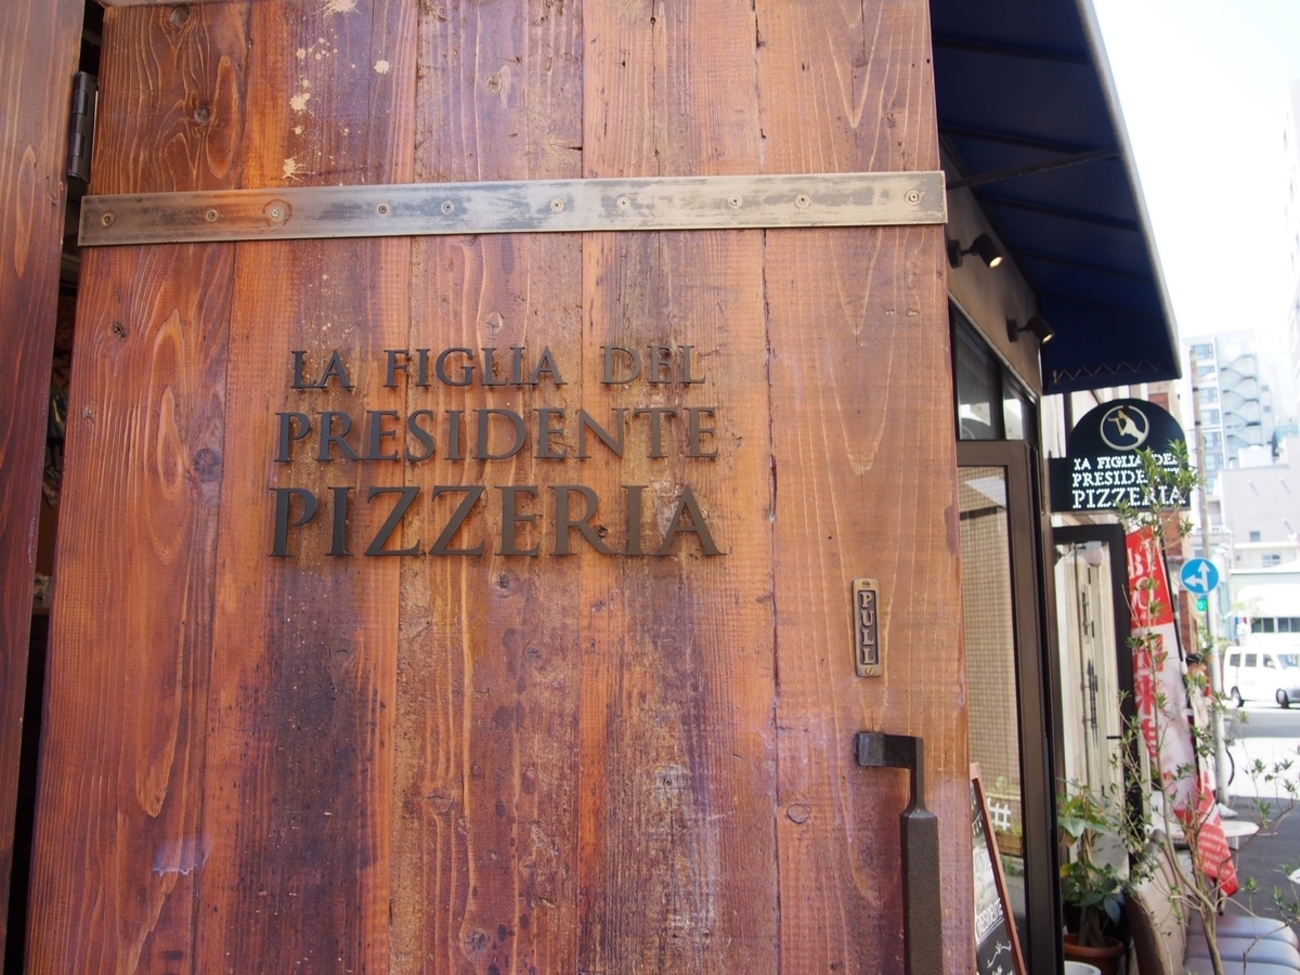 LA FIGLIA DEL
PRESIDENTE
PIZZERIA
PULL
LA FIGLIA DEL
PRESIDENTE
PIZZERIA